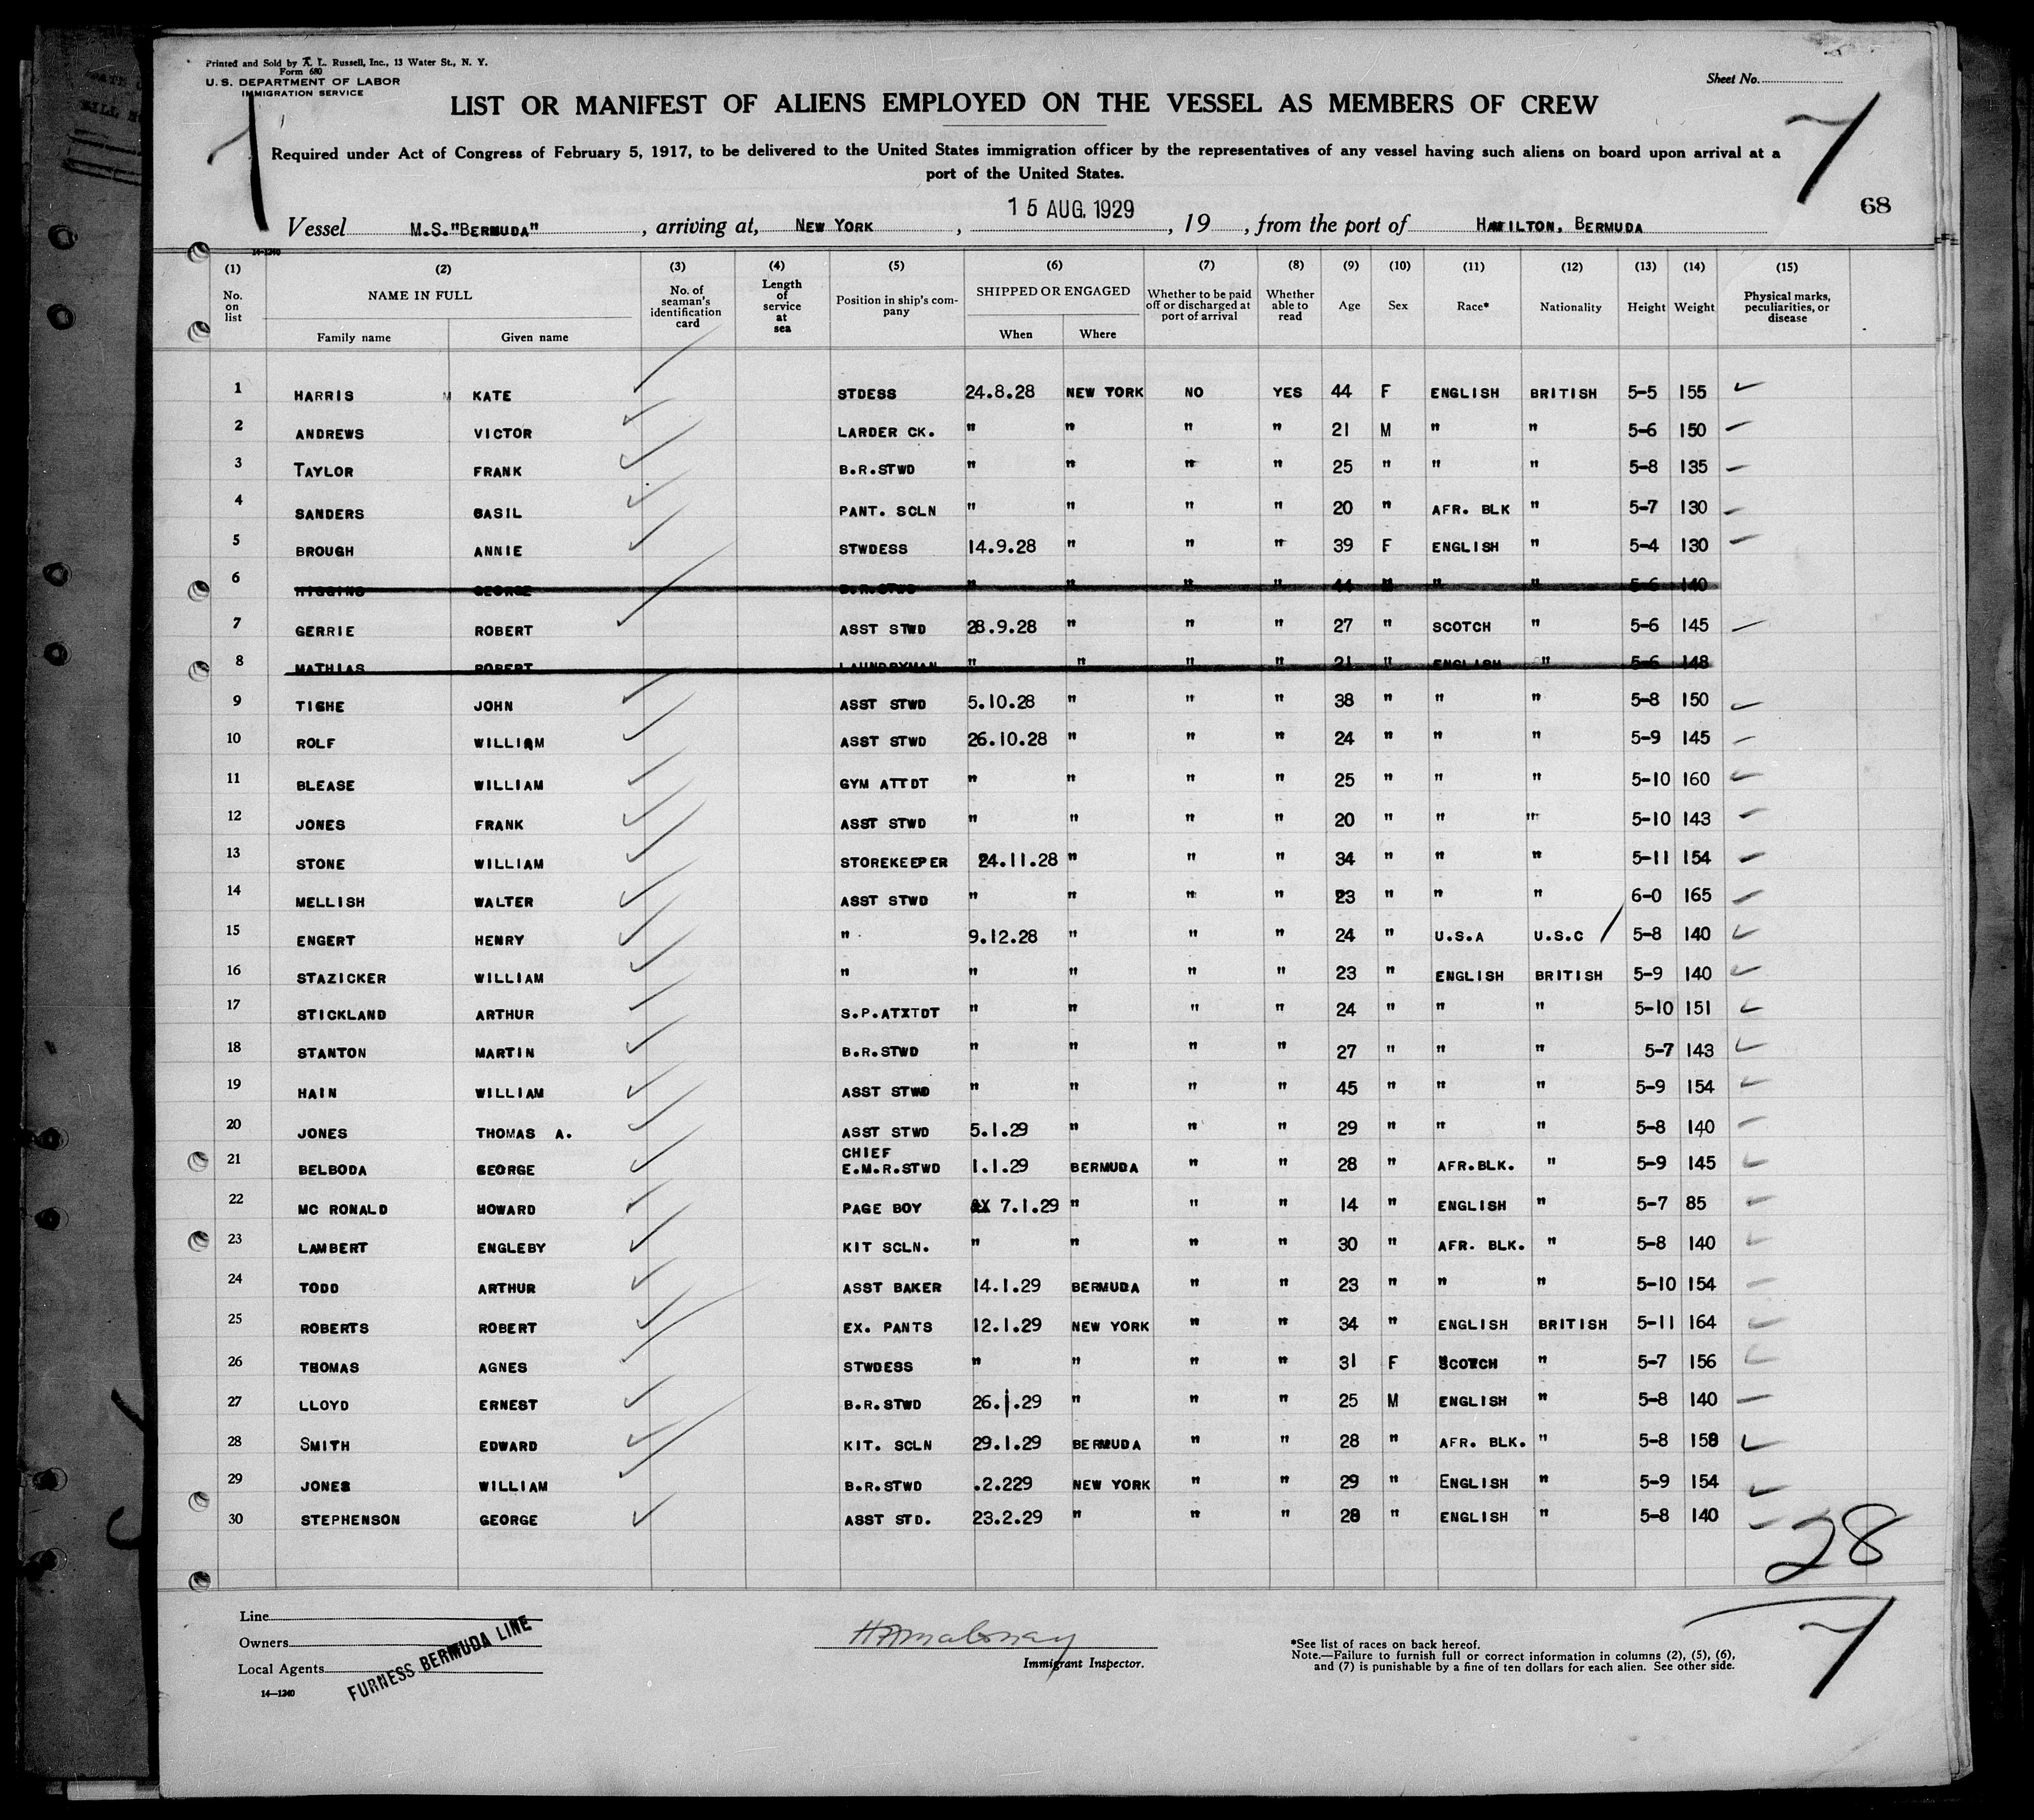 Printed and Sold by A. L. Russell, Inc., 13 Water St., N. Y.
Form 680
U. S. DEPARTMENT OF LABOR
IMMIGRATION SERVICE
Sheet No.
LIST OR MANIFEST OF ALIENS EMPLOYED ON THE VESSEL AS MEMBERS OF CREW
7 7
Required under Act of Congress of February 5, 1917, to be delivered to the United States immigration officer by the representatives of any vessel having such aliens on board upon arrival at a
port of the United States.
68
Vessel M.S."BERMUDA", arriving at, NEW YORK, 15 AUG. 1929, 19 , from the port of HAMILTON, BERMUDA
14-1240
(1) (2) (3) (4) (5) (6) (7) (8) (9) (10) (11) (12) (13) (14) (15)
No. on list NAME IN FULL Family name Given name No. of seaman's identification card Length of service at sea Position in ship's company SHIPPED OR ENGAGED When Where Whether to be paid off or discharged at port of arrival Whether able to read Age Sex Race* Nationality Height Weight Physical marks, peculiarities, or disease
1 HARRIS M KATE STDESS 24.8.28 NEW YORK NO YES 44 F ENGLISH BRITISH 5-5 155
2 ANDREWS VICTOR LARDER CK. " " " " 21 M " " 5-6 150
3 TAYLOR FRANK B.R.STWD " " " " 25 " " " 5-8 135
4 SANDERS BASIL PANT. SCLN " " " " 20 " AFR. BLK " 5-7 130
5 BROUGH ANNIE STWDESS 14.9.28 " " " 39 F ENGLISH " 5-4 130
6 HIGGINS GEORGE B.R.STWD " " " " 44 M " " 5-6 140
7 GERRIE ROBERT ASST STWD 28.9.28 " " " 27 " SCOTCH " 5-6 145
8 MATHIAS ROBERT LAUNDRYMAN " " " " 21 " ENGLISH " 5-6 148
9 TIGHE JOHN ASST STWD 5.10.28 " " " 38 " " " 5-8 150
10 ROLF WILLIAM ASST STWD 26.10.28 " " " 24 " " " 5-9 145
11 BLEASE WILLIAM GYM ATTDT " " " " 25 " " " 5-10 160
12 JONES FRANK ASST STWD " " " " 20 " " " 5-10 143
13 STONE WILLIAM STOREKEEPER 24.11.28 " " " 34 " " " 5-11 154
14 MELLISH WALTER ASST STWD " " " " 23 " " " 6-0 165
15 ENGERT HENRY " 9.12.28 " " " 24 " U.S.A U.S.C 5-8 140
16 STAZICKER WILLIAM " " " " " 23 " ENGLISH BRITISH 5-9 140
17 STICKLAND ARTHUR S.P.ATXTDT " " " " 24 " " " 5-10 151
18 STANTON MARTIN B.R.STWD " " " " 27 " " " 5-7 143
19 HAIN WILLIAM ASST STWD " " " " 45 " " " 5-9 154
20 JONES THOMAS A. ASST STWD 5.1.29 " " " 29 " " " 5-8 140
21 BELBODA GEORGE CHIEF E.M.R.STWD 1.1.29 BERMUDA " " 28 " AFR.BLK. " 5-9 145
22 MC RONALD HOWARD PAGE BOY 7.1.29 " " " 14 " ENGLISH " 5-7 85
23 LAMBERT ENGLEBY KIT SCLN. " " " " 30 " AFR. BLK. " 5-8 140
24 TODD ARTHUR ASST BAKER 14.1.29 BERMUDA " " 23 " " " 5-10 154
25 ROBERTS ROBERT EX. PANTS 12.1.29 NEW YORK " " 34 " ENGLISH BRITISH 5-11 164
26 THOMAS AGNES STWDESS " " " " 31 F SCOTCH " 5-7 156
27 LLOYD ERNEST B.R.STWD 26.1.29 " " " 25 M ENGLISH " 5-8 140
28 SMITH EDWARD KIT. SCLN 29.1.29 BERMUDA " " 28 " AFR. BLK. " 5-8 158
29 JONES WILLIAM B.R.STWD .2.229 NEW YORK " " 29 " ENGLISH " 5-9 154
30 STEPHENSON GEORGE ASST STD. 23.2.29 " " " 28 " ENGLISH " 5-8 140
28
7
Line
Owners
Local Agents
FURNESS BERMUDA LINE
14—1240
Immigrant Inspector.
*See list of races on back hereof.
Note.—Failure to furnish full or correct information in columns (2), (5), (6),
and (7) is punishable by a fine of ten dollars for each alien. See other side.